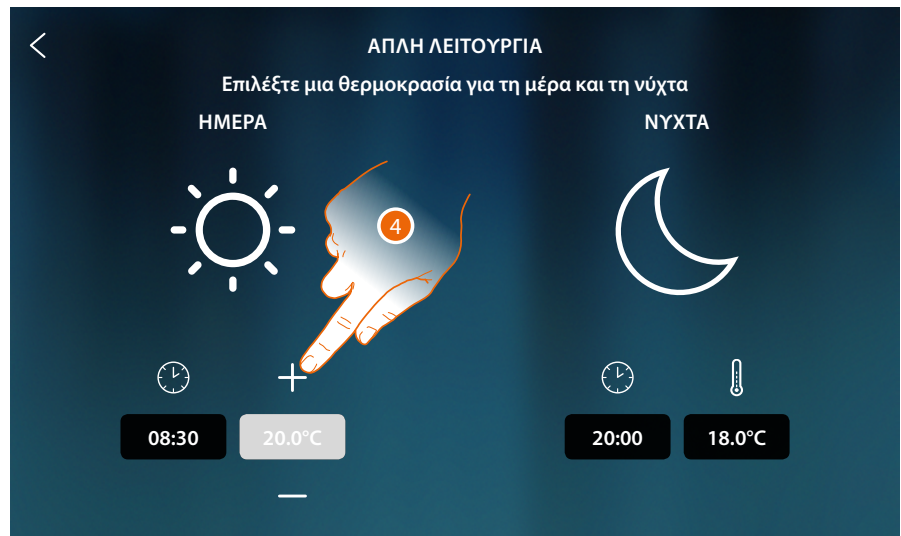 ΑΠΛΗ ΛΕΙΤΟΥΡΓΙΑ
Επιλέξτε μια θερμοκρασία για τη μέρα και τη νύχτα
ΗΜΕΡΑ
ΝΥΧΤΑ
4
08:30
20.0°C
20:00
18.0°C